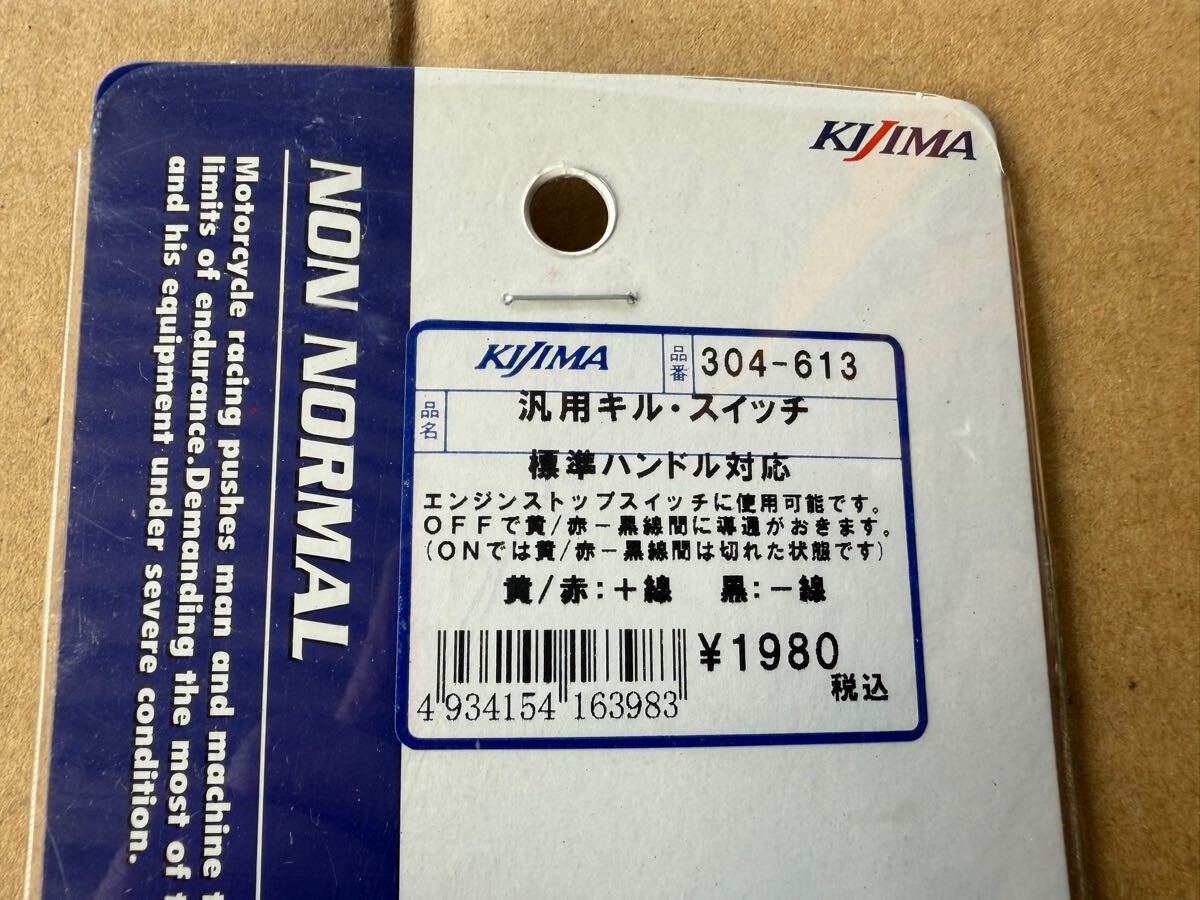 KIJIMA
KIJIMA
品番
304-613
品名
汎用キル・スイッチ
標準ハンドル対応
エンジンストップスイッチに使用可能です。
OFFで黄/赤－黒線間に導通がおきます。
(ONでは黄/赤－黒線間は切れた状態です)
黄/赤:＋線 黒:－線
¥1980
税込
4 934154 163983
NON NORMAL
Motorcycle racing pushes man and machine
limits of endurance.Demanding the most of
and his equipment under severe condition.